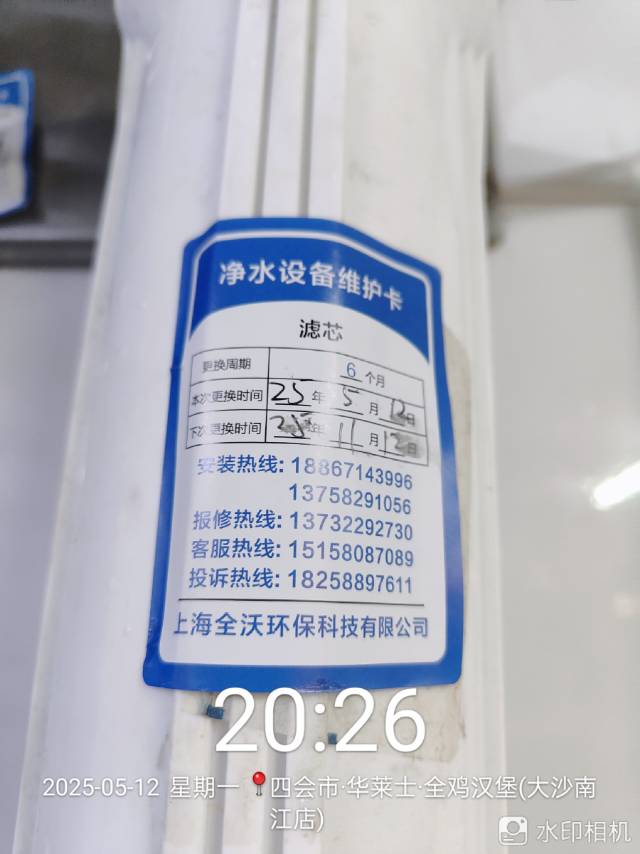 净水设备维护卡
滤芯
更换周期 6 个月
本次更换时间 25 年 5 月 12 日
下次更换时间 25 年 11 月 12 日
安装热线: 18867143996
13758291056
报修热线: 13732292730
客服热线: 15158087089
投诉热线: 18258897611
上海全沃环保科技有限公司
20:26
2025-05-12 星期一 四会市·华莱士·全鸡汉堡(大沙南
江店)
水印相机